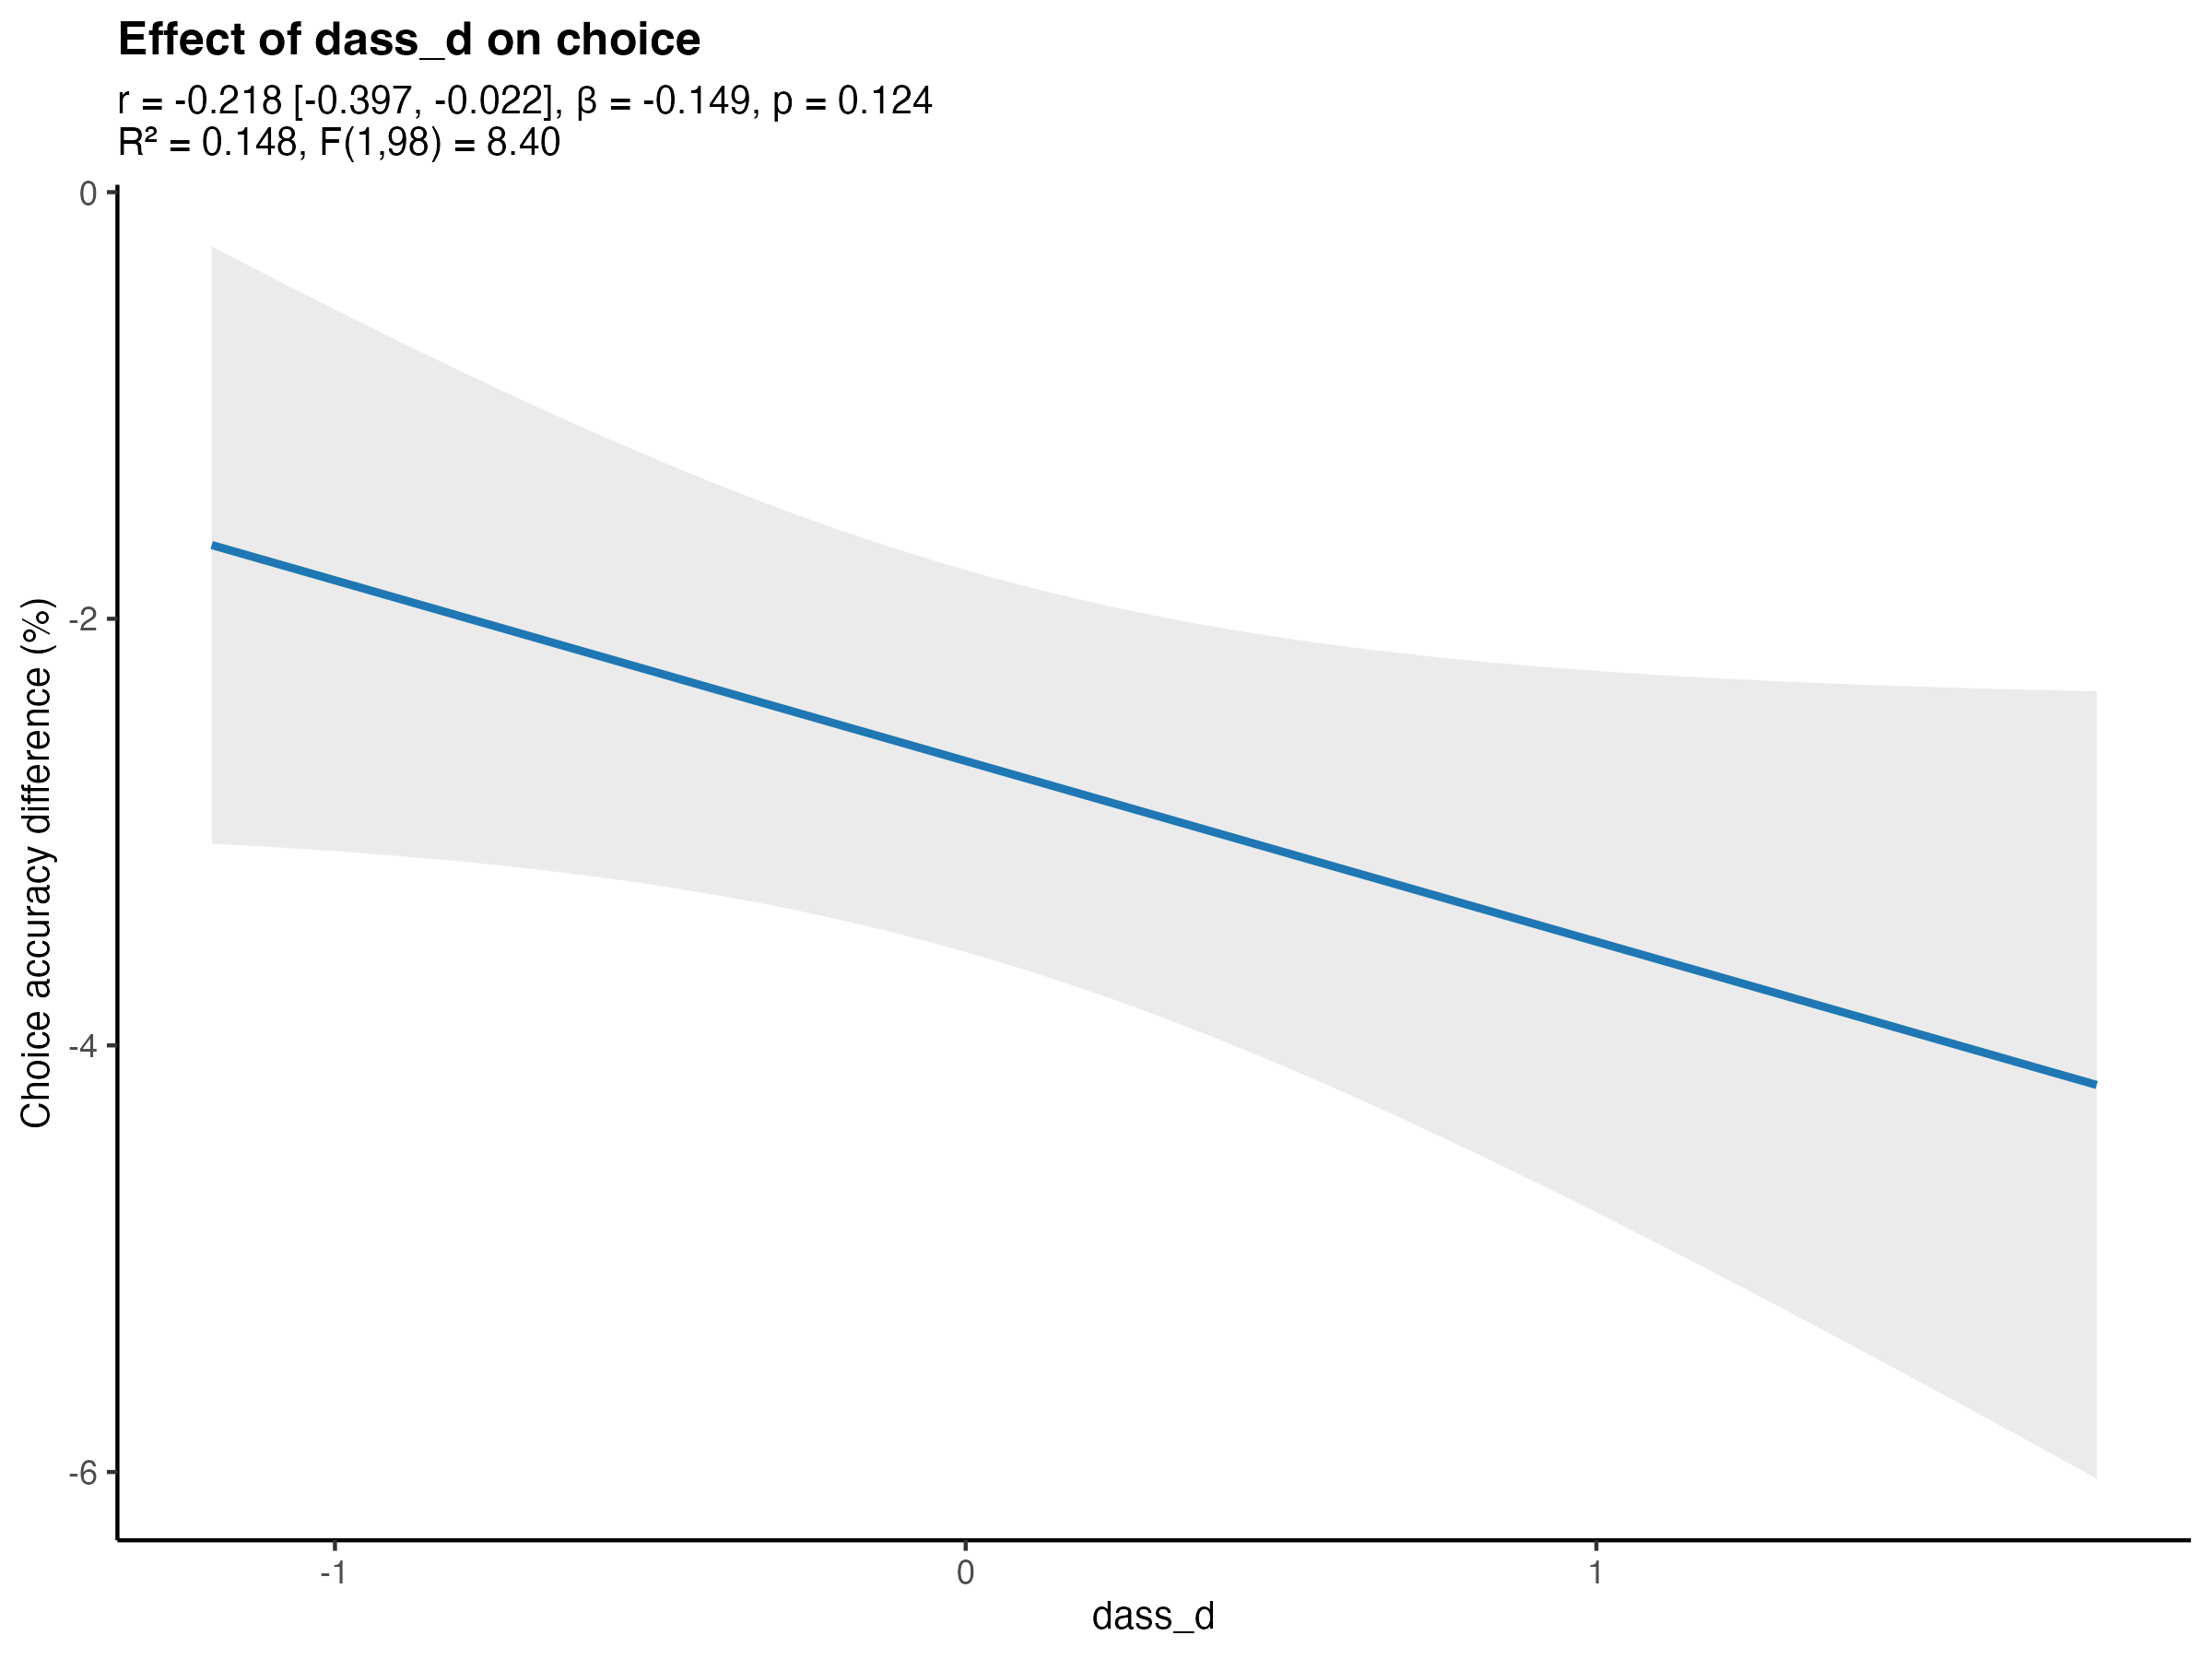 Effect of dass_d on choice
r = -0.218 [-0.397, -0.022], β = -0.149, p = 0.124
R² = 0.148, F(1,98) = 8.40
0
-2
-4
-6
Choice accuracy difference (%)
-1
0
1
dass_d